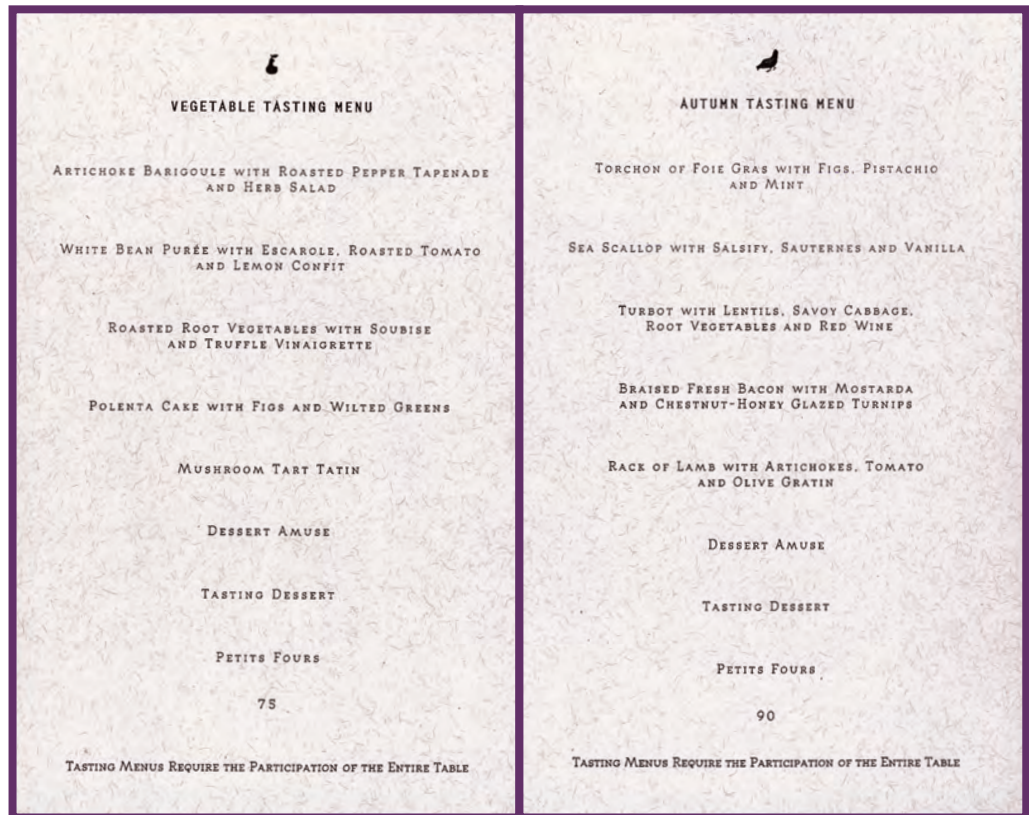 VEGETABLE TASTING MENU
ARTICHOKE BARIGOULE WITH ROASTED PEPPER TAPENADE
AND HERB SALAD
WHITE BEAN PURÉE WITH ESCAROLE, ROASTED TOMATO
AND LEMON CONFIT
ROASTED ROOT VEGETABLES WITH SOUBISE
AND TRUFFLE VINAIGRETTE
POLENTA CAKE WITH FIGS AND WILTED GREENS
MUSHROOM TART TATIN
DESSERT AMUSE
TASTING DESSERT
PETITS FOURS
75
TASTING MENUS REQUIRE THE PARTICIPATION OF THE ENTIRE TABLE
AUTUMN TASTING MENU
TORCHON OF FOIE GRAS WITH FIGS, PISTACHIO
AND MINT
SEA SCALLOP WITH SALSIFY, SAUTERNES AND VANILLA
TURBOT WITH LENTILS, SAVOY CABBAGE,
ROOT VEGETABLES AND RED WINE
BRAISED FRESH BACON WITH MOSTARDA
AND CHESTNUT-HONEY GLAZED TURNIPS
RACK OF LAMB WITH ARTICHOKES, TOMATO
AND OLIVE GRATIN
DESSERT AMUSE
TASTING DESSERT
PETITS FOURS
90
TASTING MENUS REQUIRE THE PARTICIPATION OF THE ENTIRE TABLE